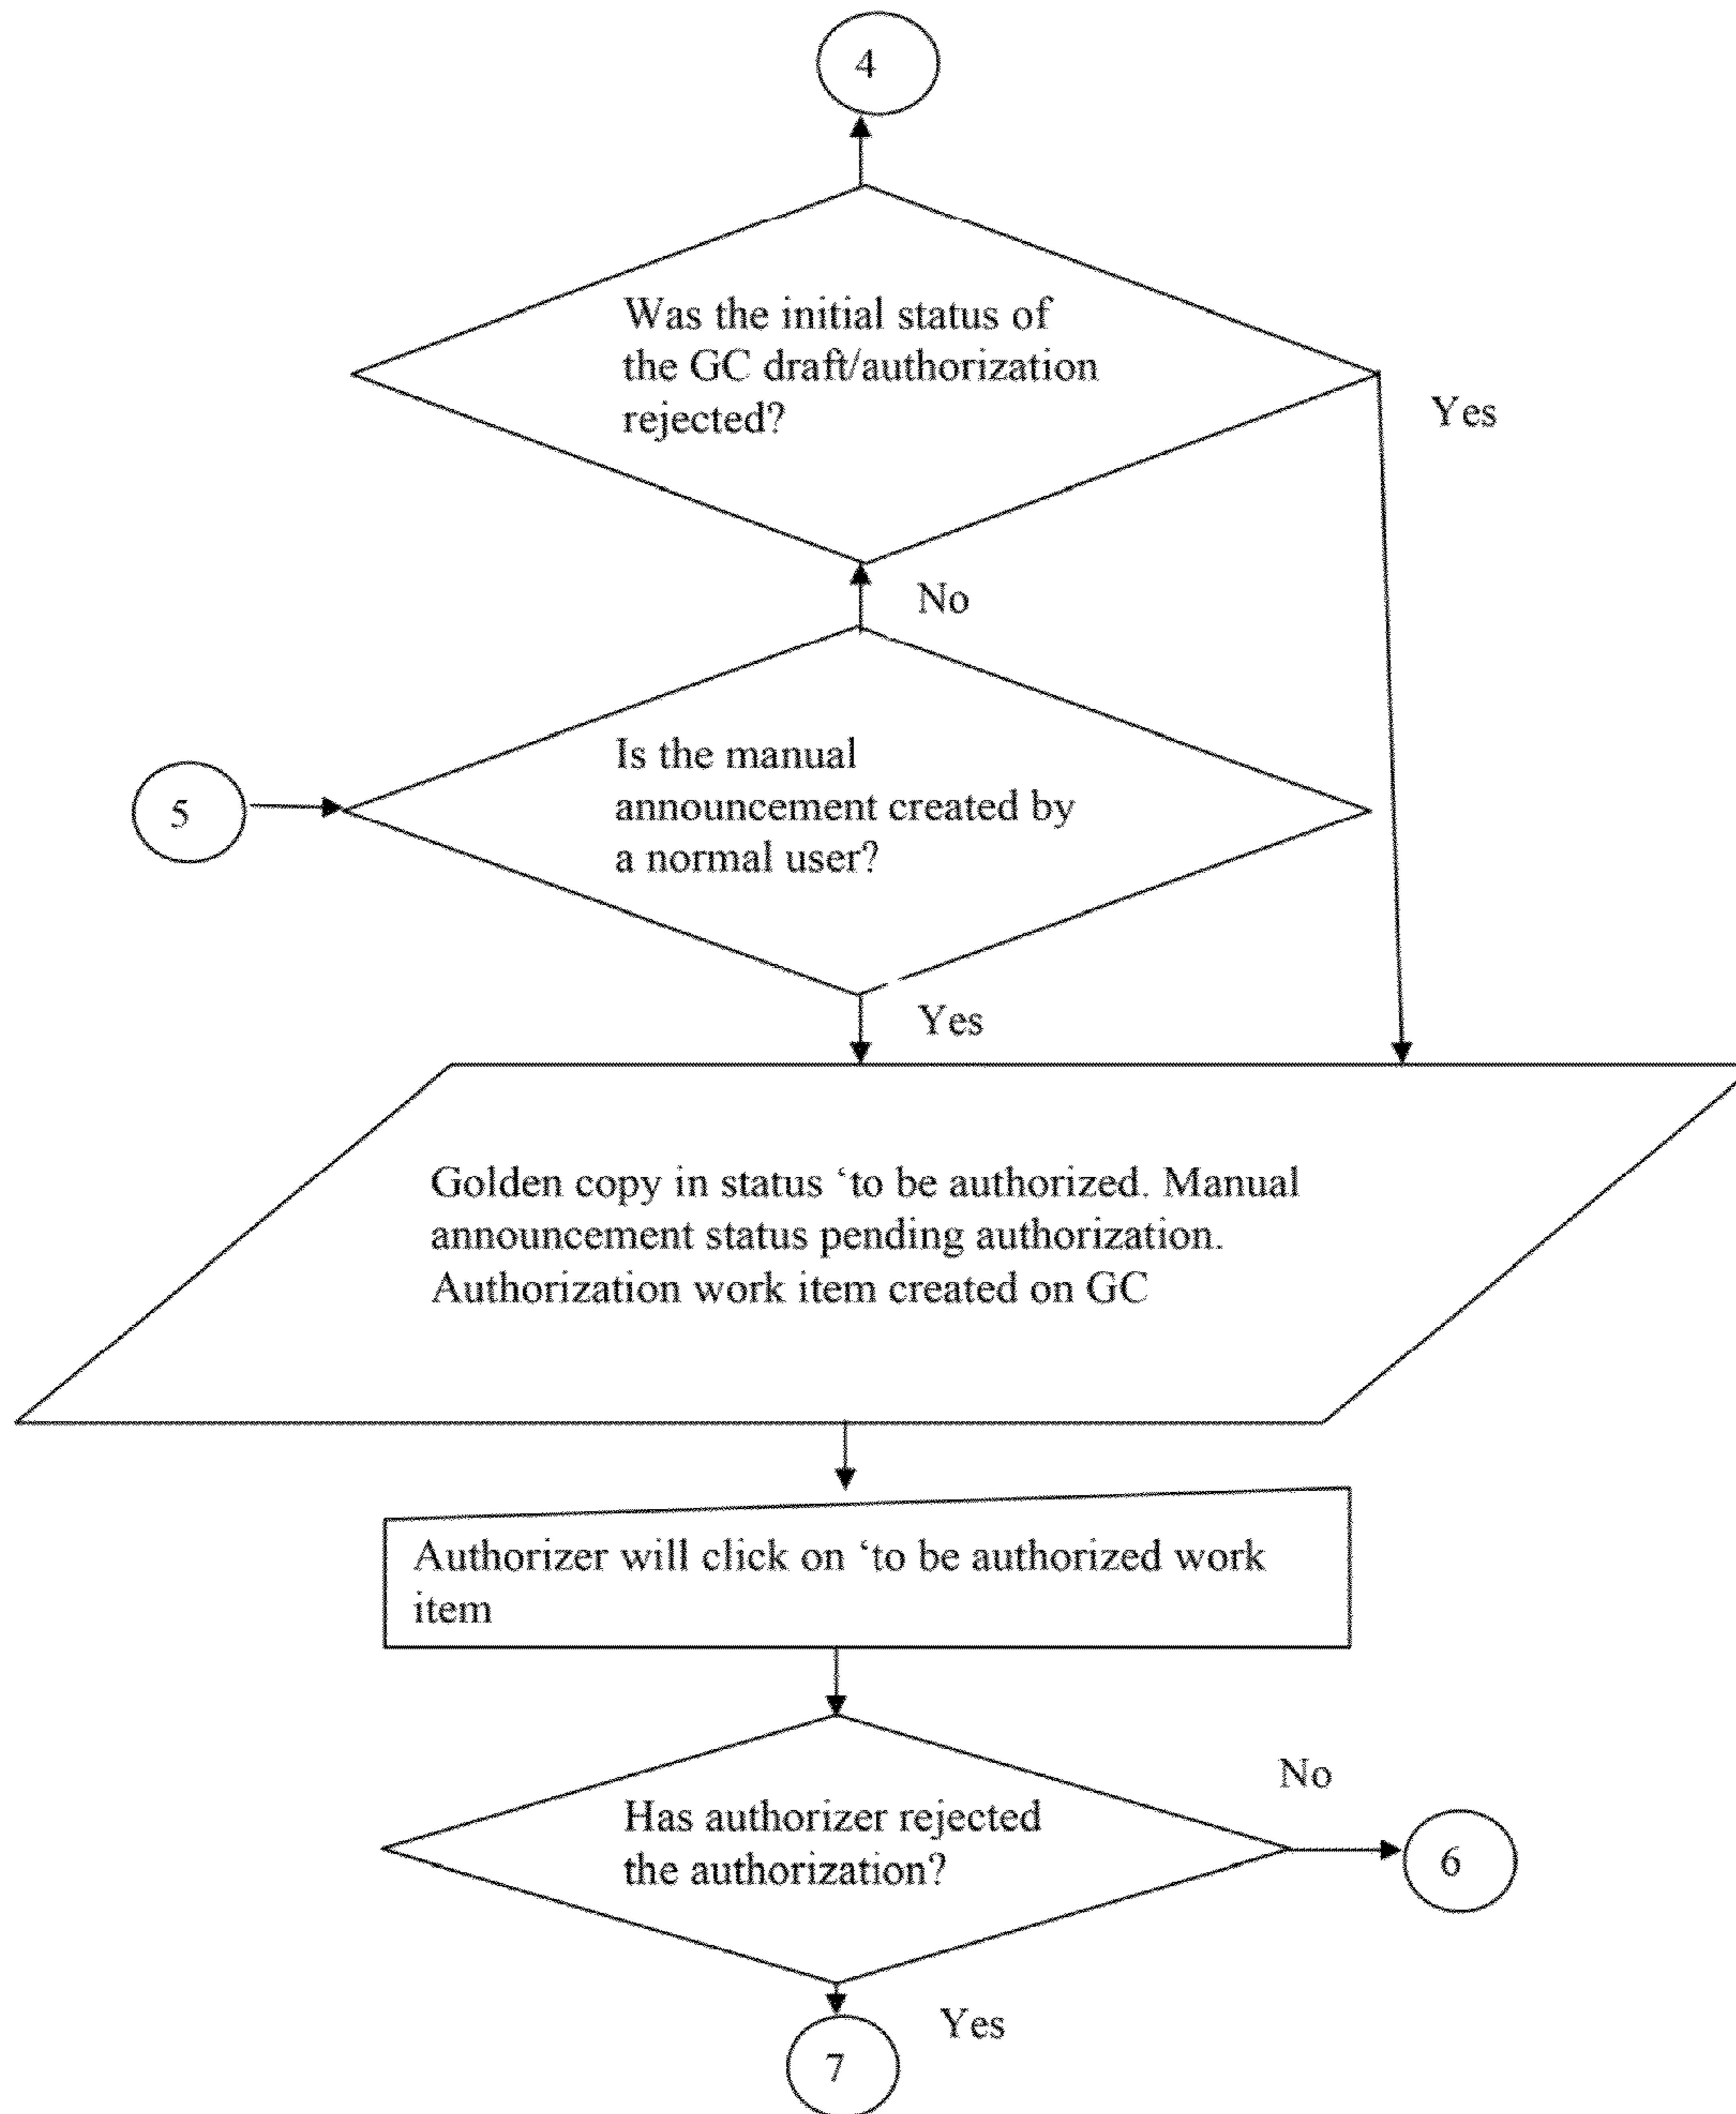 4
Was the initial status of
the GC draft/authorization
rejected?
Yes
No
Is the manual
announcement created by
a normal user?
5
Yes
Golden copy in status ‘to be authorized. Manual
announcement status pending authorization.
Authorization work item created on GC
Authorizer will click on ‘to be authorized work
item
No
Has authorizer rejected
the authorization?
6
Yes
7